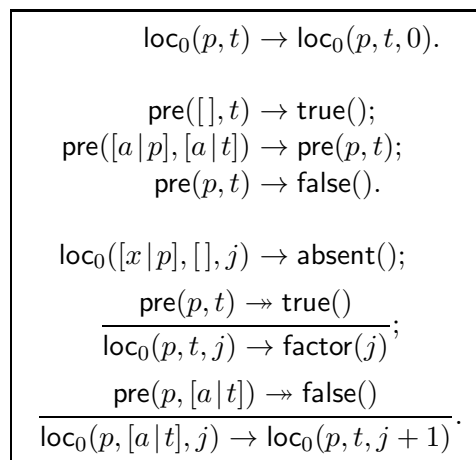 loc₀(p, t) → loc₀(p, t, 0).
pre([ ], t) → true();
pre([a | p], [a | t]) → pre(p, t);
pre(p, t) → false().
loc₀([x | p], [ ], j) → absent();
pre(p, t) ↠ true()
loc₀(p, t, j) → factor(j);
pre(p, [a | t]) ↠ false()
loc₀(p, [a | t], j) → loc₀(p, t, j + 1).